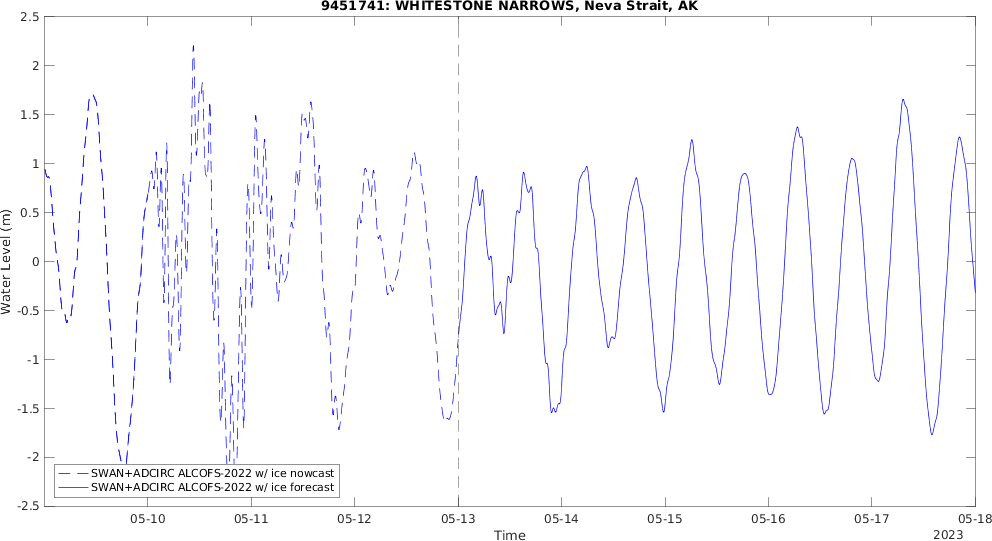 9451741: WHITESTONE NARROWS, Neva Strait, AK
2.5
2
1.5
1
0.5
0
-0.5
-1
-1.5
-2
-2.5
Water Level (m)
SWAN+ADCIRC ALCOFS-2022 w/ ice nowcast
SWAN+ADCIRC ALCOFS-2022 w/ ice forecast
05-10 05-11 05-12 05-13 05-14 05-15 05-16 05-17 05-18
Time
2023